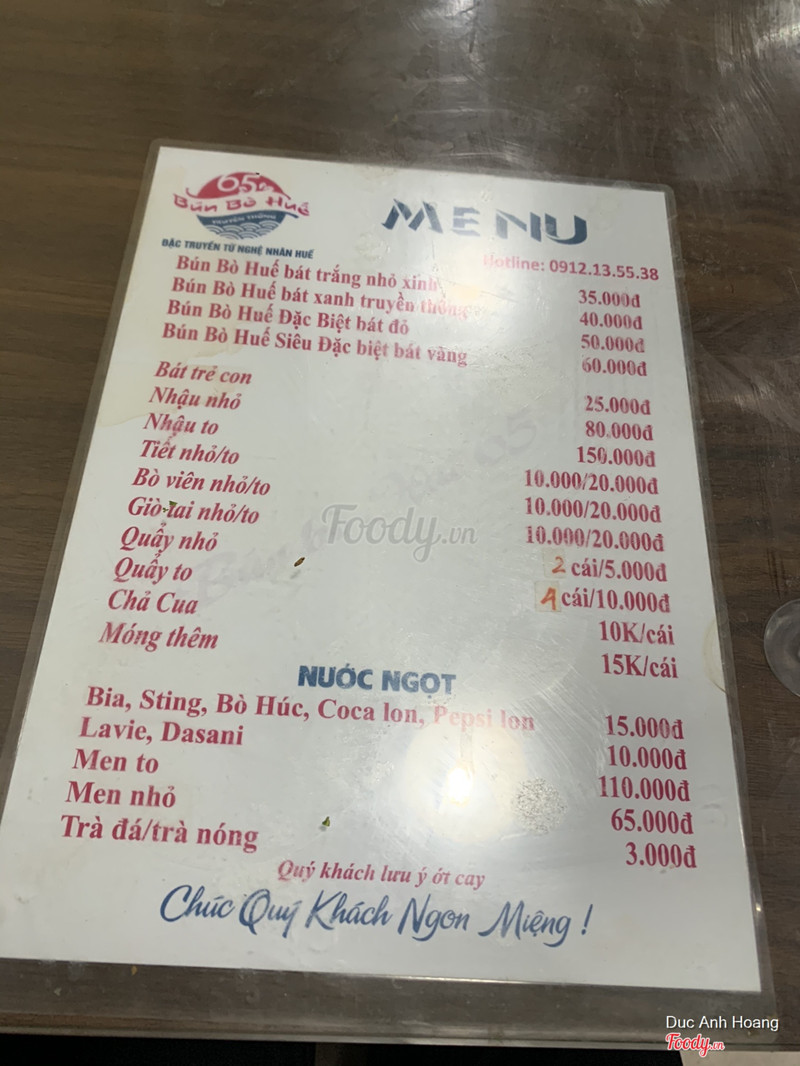 65
Bún Bò Huế
TRUYỀN THỐNG
ĐẶC TRUYỀN TỪ NGHỆ NHÂN HUẾ
MENU
Hotline: 0912.13.55.38
Bún Bò Huế bát trắng nhỏ xinh 35.000đ
Bún Bò Huế bát xanh truyền thống 40.000đ
Bún Bò Huế Đặc Biệt bát đỏ 50.000đ
Bún Bò Huế Siêu Đặc biệt bát vàng 60.000đ
Bát trẻ con 25.000đ
Nhậu nhỏ 80.000đ
Nhậu to 150.000đ
Tiết nhỏ/to 10.000/20.000đ
Bò viên nhỏ/to 10.000/20.000đ
Giò tai nhỏ/to 10.000/20.000đ
Quẩy nhỏ 2 cái/5.000đ
Quẩy to 4 cái/10.000đ
Chả Cua 10K/cái
Móng thêm 15K/cái
NƯỚC NGỌT
Bia, Sting, Bò Húc, Coca lon, Pepsi lon 15.000đ
Lavie, Dasani 10.000đ
Men to 110.000đ
Men nhỏ 65.000đ
Trà đá/trà nóng 3.000đ
Quý khách lưu ý ớt cay
Chúc Quý Khách Ngon Miệng !
Foody.vn
Duc Anh Hoang
Foody.vn